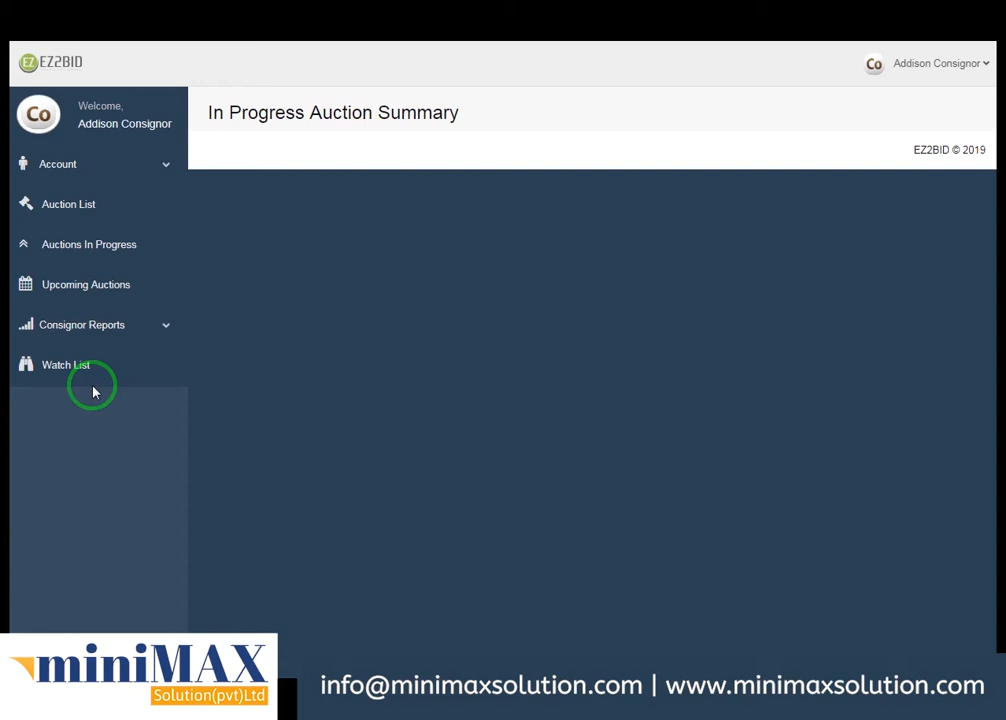 EZ EZ2BID
Co Addison Consignor
Co Welcome,
Addison Consignor
In Progress Auction Summary
EZ2BID © 2019
Account
Auction List
Auctions In Progress
Upcoming Auctions
Consignor Reports
Watch List
miniMAX
Solution(pvt)Ltd
info@minimaxsolution.com | www.minimaxsolution.com